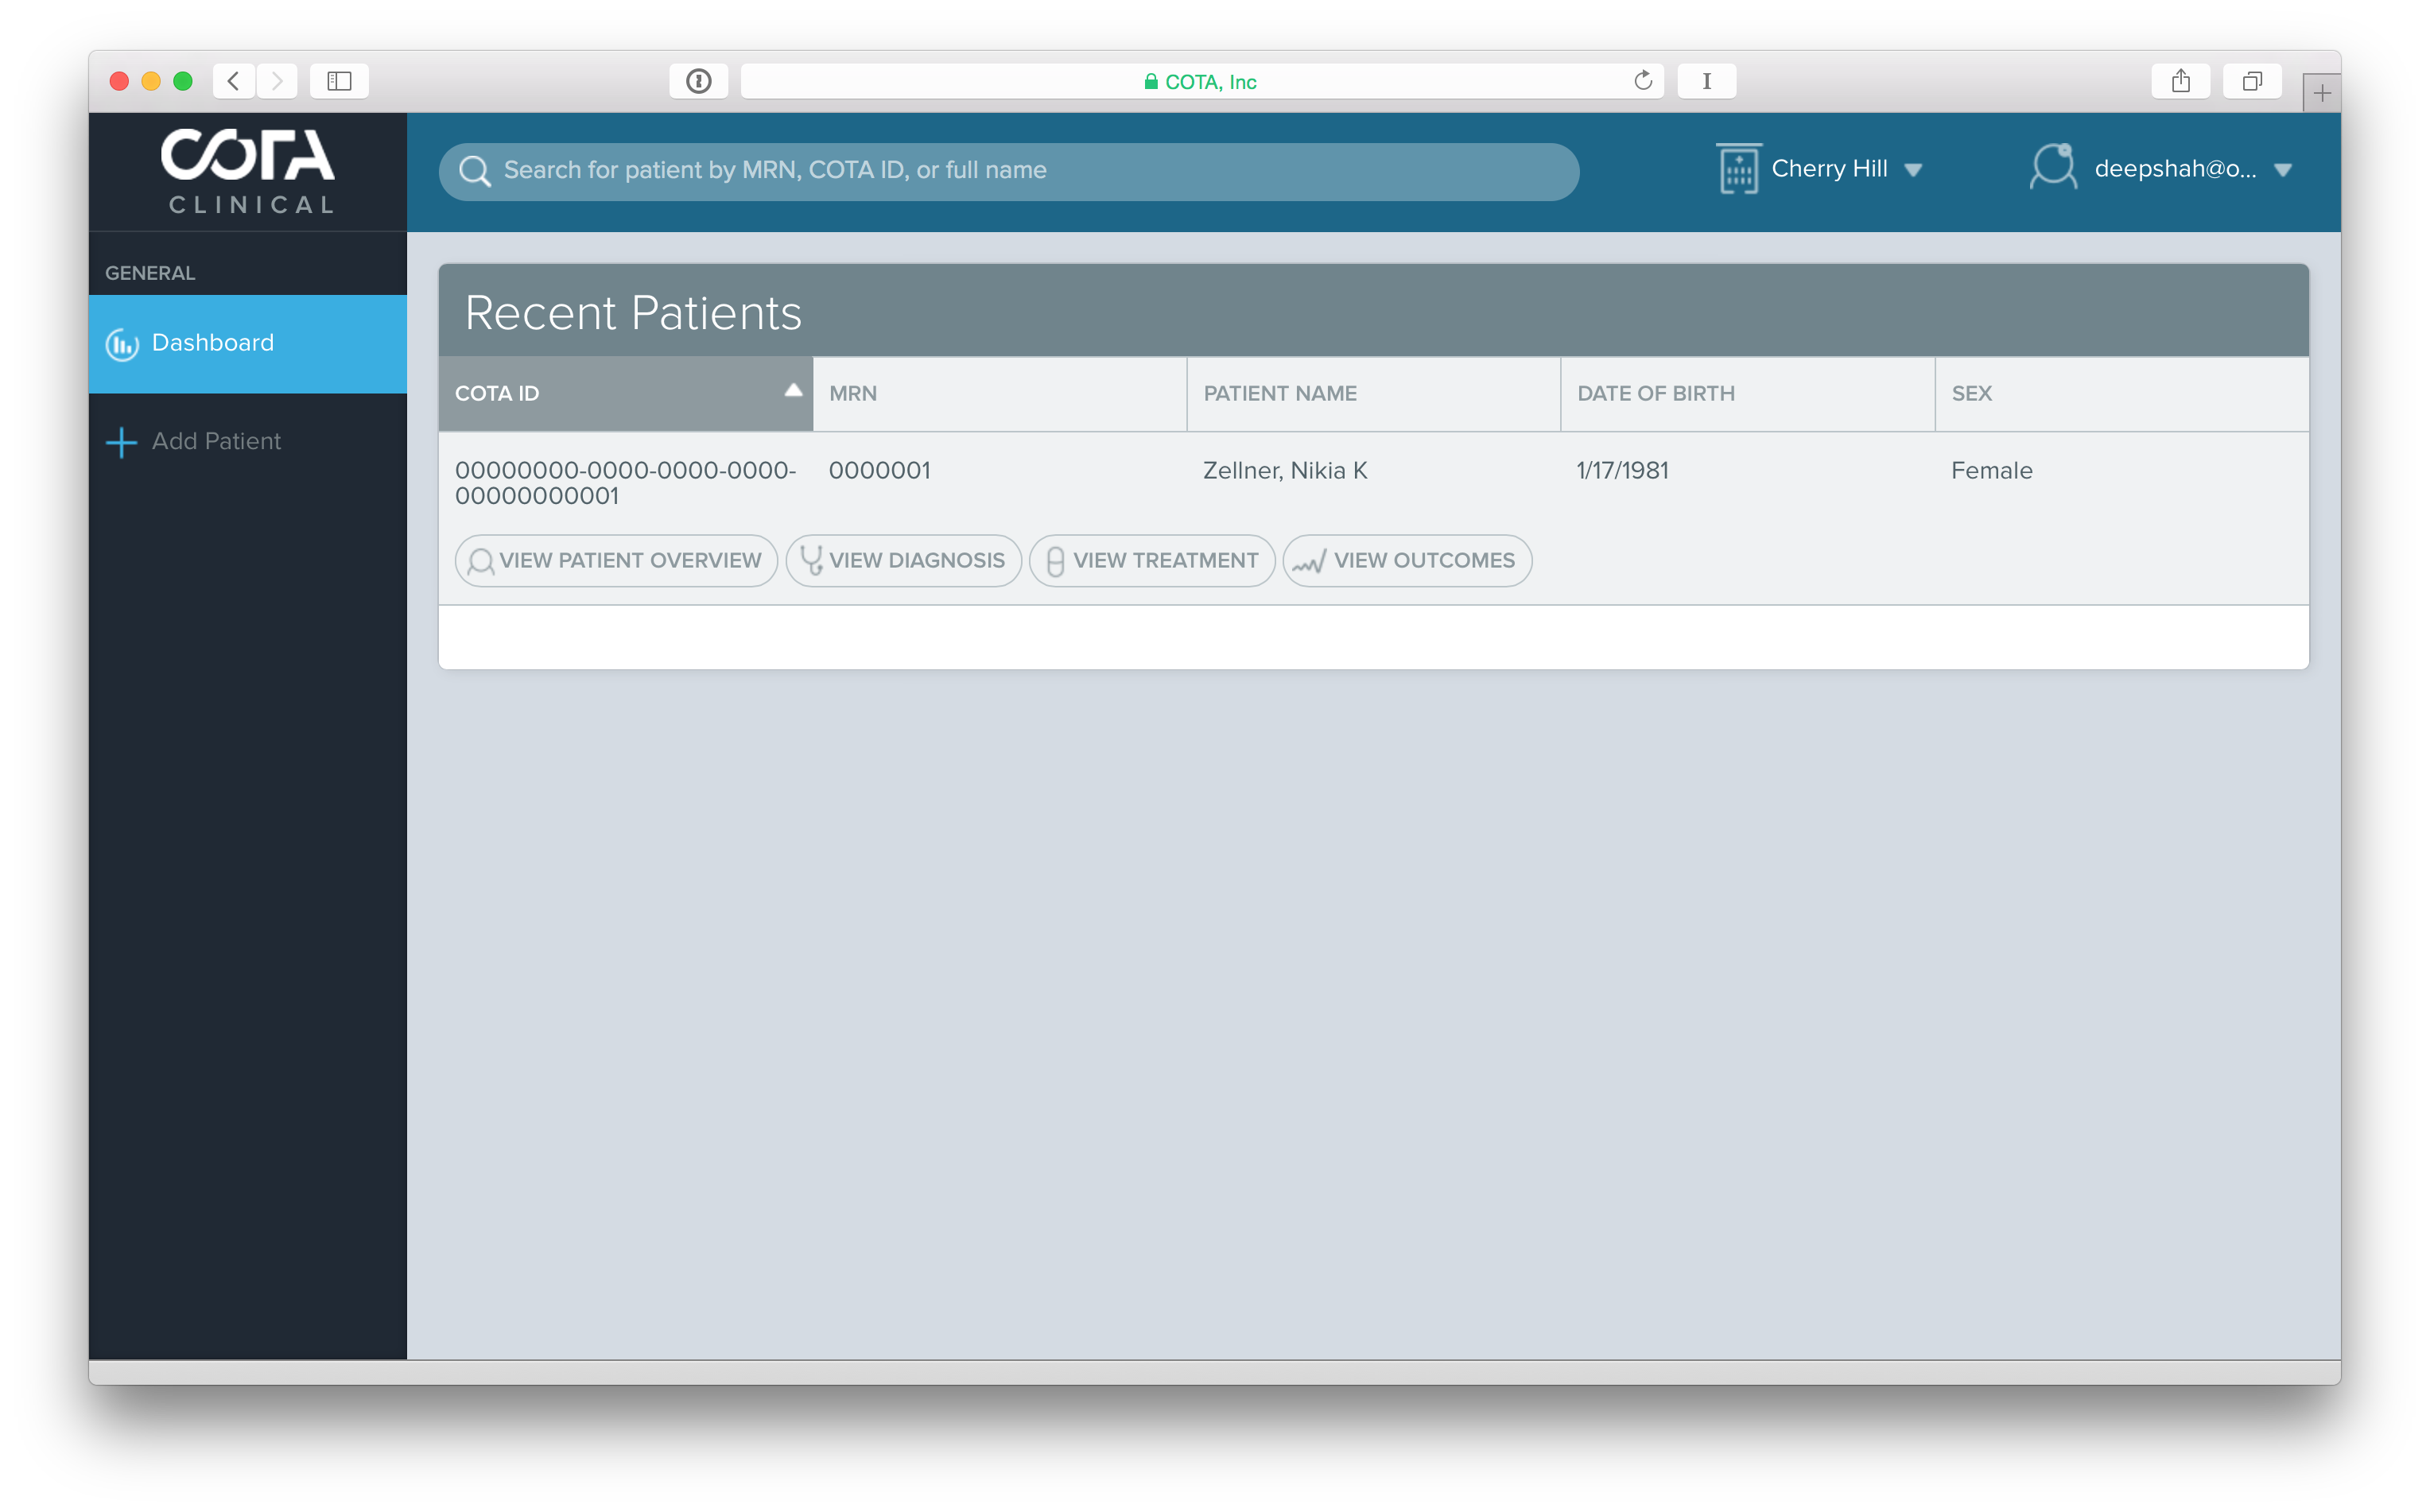 COTA, Inc
COTA
CLINICAL
Search for patient by MRN, COTA ID, or full name
Cherry Hill
deepshah@o...
GENERAL
Dashboard
Add Patient
Recent Patients
COTA ID MRN PATIENT NAME DATE OF BIRTH SEX
00000000-0000-0000-0000-
00000000001
0000001 Zellner, Nikia K 1/17/1981 Female
VIEW PATIENT OVERVIEW VIEW DIAGNOSIS VIEW TREATMENT VIEW OUTCOMES